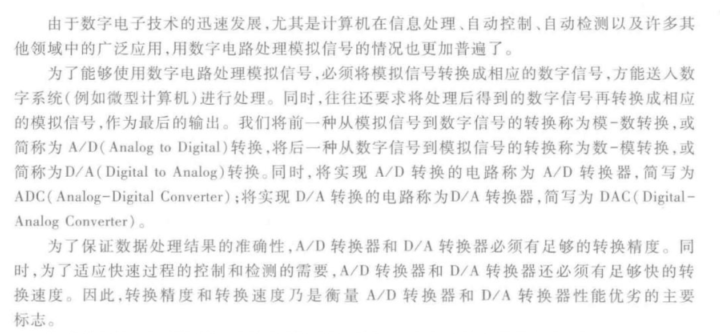 由于数字电子技术的迅速发展,尤其是计算机在信息处理、自动控制、自动检测以及许多其
他领域中的广泛应用,用数字电路处理模拟信号的情况也更加普遍了。
为了能够使用数字电路处理模拟信号,必须将模拟信号转换成相应的数字信号,方能送入数
字系统(例如微型计算机)进行处理。同时,往往还要求将处理后得到的数字信号再转换成相应
的模拟信号,作为最后的输出。我们将前一种从模拟信号到数字信号的转换称为模-数转换,或
简称为 A/D(Analog to Digital)转换,将后一种从数字信号到模拟信号的转换称为数-模转换,或
简称为D/A(Digital to Analog)转换。同时,将实现 A/D 转换的电路称为 A/D 转换器,简写为
ADC(Analog-Digital Converter);将实现 D/A 转换的电路称为D/A 转换器,简写为 DAC(Digital-
Analog Converter)。
为了保证数据处理结果的准确性,A/D 转换器和 D/A 转换器必须有足够的转换精度。同
时,为了适应快速过程的控制和检测的需要,A/D 转换器和 D/A 转换器还必须有足够快的转
换速度。因此,转换精度和转换速度乃是衡量 A/D 转换器和 D/A 转换器性能优劣的主要
标志。